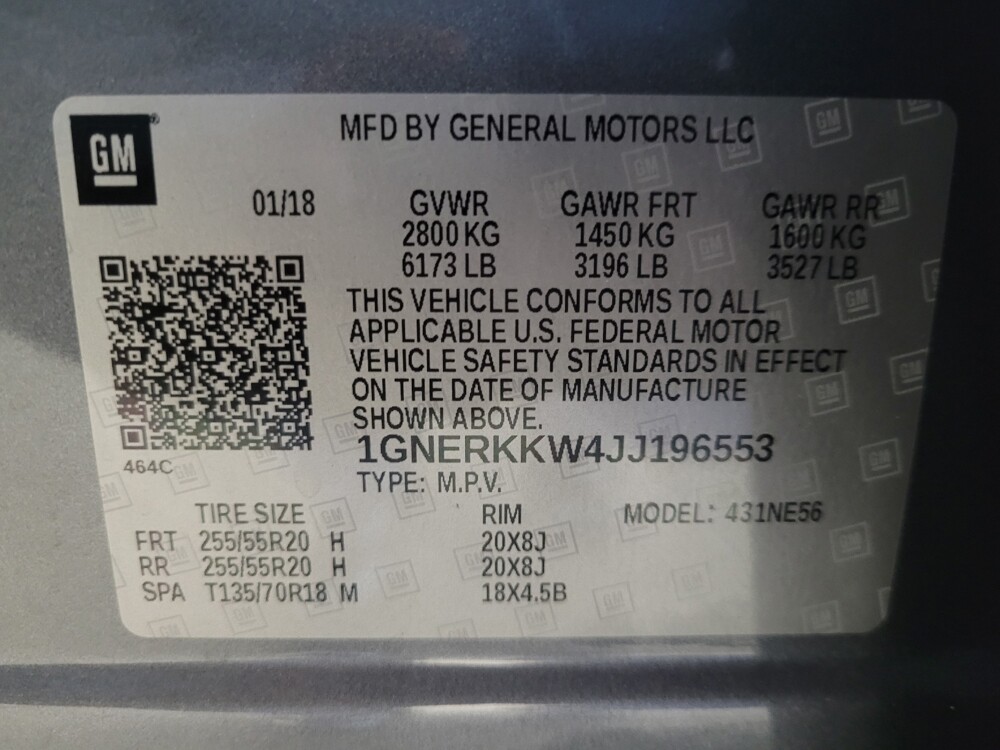 GM
MFD BY GENERAL MOTORS LLC
01/18 GVWR GAWR FRT GAWR RR
2800 KG 1450 KG 1600 KG
6173 LB 3196 LB 3527 LB
THIS VEHICLE CONFORMS TO ALL
APPLICABLE U.S. FEDERAL MOTOR
VEHICLE SAFETY STANDARDS IN EFFECT
ON THE DATE OF MANUFACTURE
SHOWN ABOVE.
1GNERKKW4JJ196553
464C
TYPE: M.P.V.
TIRE SIZE RIM MODEL: 431NE56
FRT 255/55R20 H 20X8J
RR 255/55R20 H 20X8J
SPA T135/70R18 M 18X4.5B